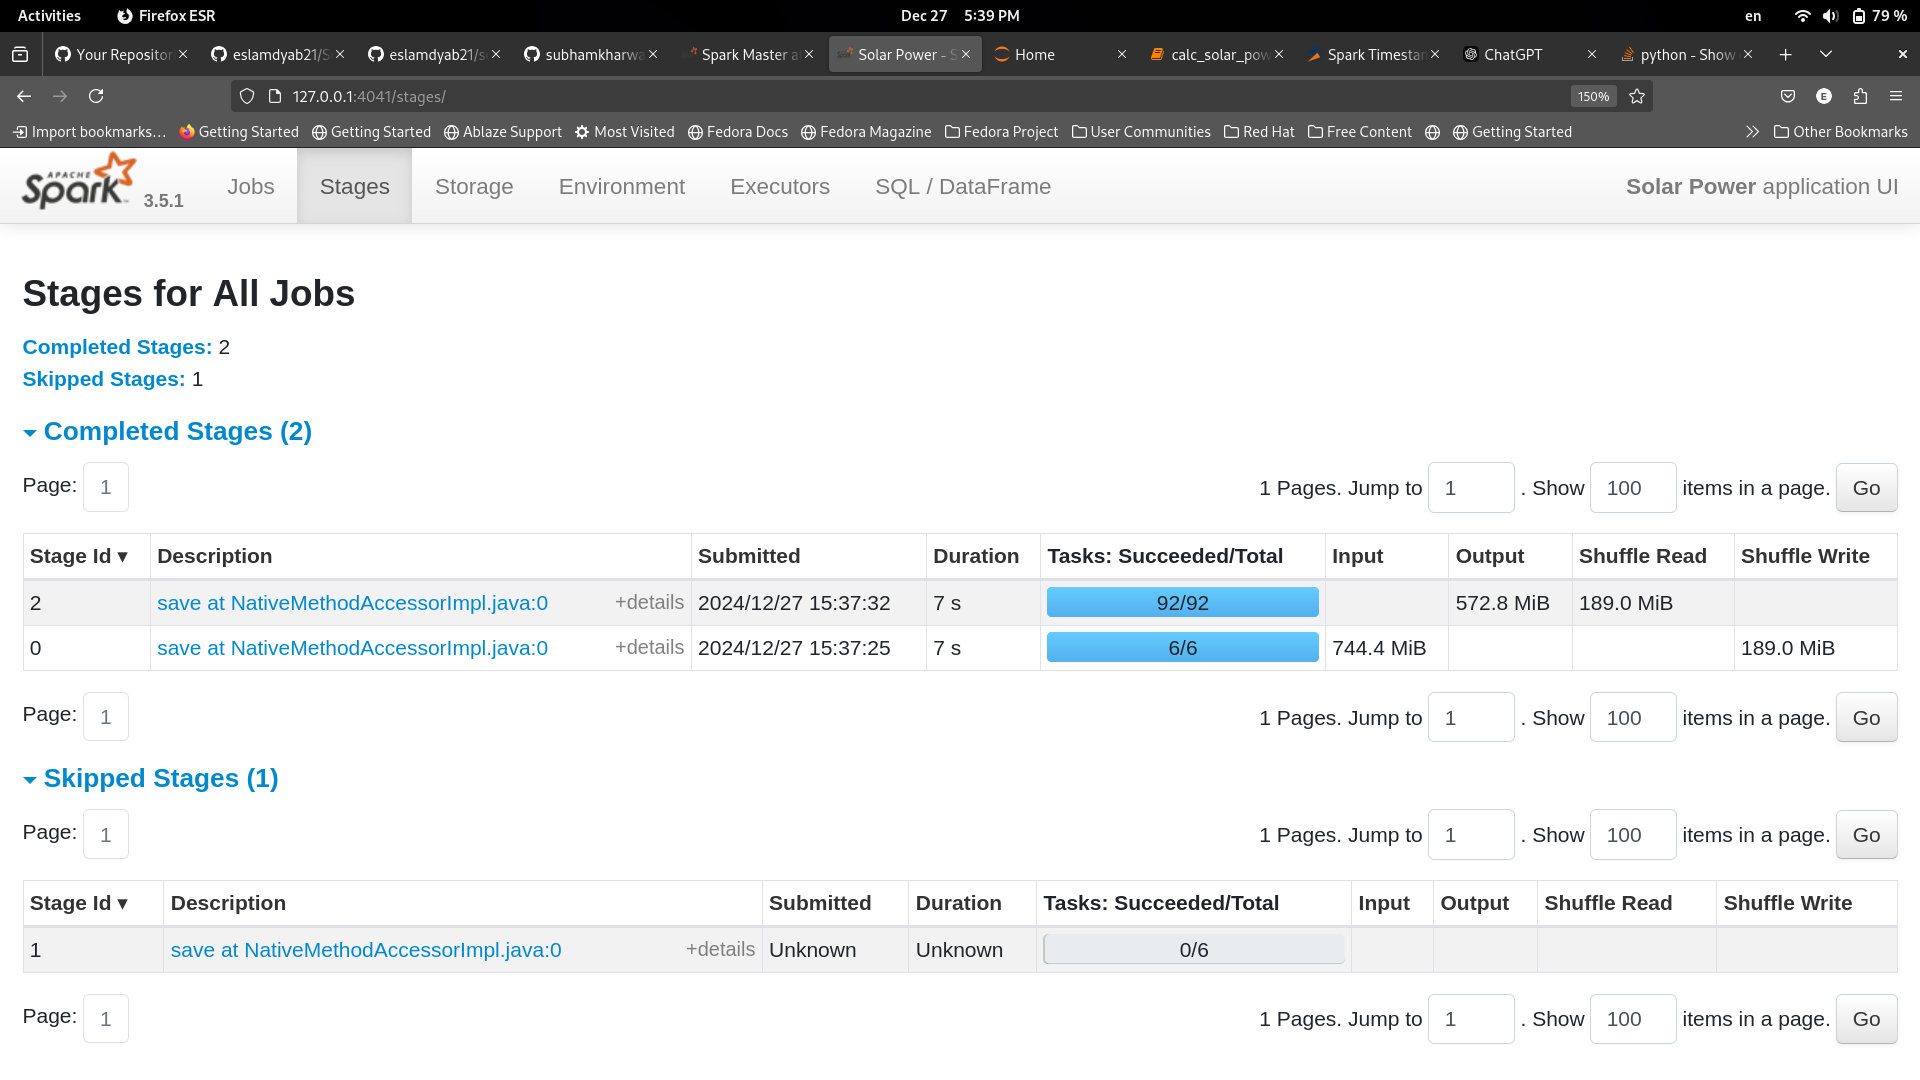 Activities Firefox ESR Dec 27 5:39 PM en 79 %
Your Repositor eslamdyab21/S eslamdyab21/s subhamkharwa Spark Master a Solar Power - S Home calc_solar_pow Spark Timestan ChatGPT python - Show
127.0.0.1:4041/stages/ 150% E
Import bookmarks… Getting Started Getting Started Ablaze Support Most Visited Fedora Docs Fedora Magazine Fedora Project User Communities Red Hat Free Content Getting Started Other Bookmarks
APACHE Spark 3.5.1 Jobs Stages Storage Environment Executors SQL / DataFrame Solar Power application UI
Stages for All Jobs
Completed Stages: 2
Skipped Stages: 1
Completed Stages (2)
Page: 1 1 Pages. Jump to 1 . Show 100 items in a page. Go
Stage Id ▾ Description Submitted Duration Tasks: Succeeded/Total Input Output Shuffle Read Shuffle Write
2 save at NativeMethodAccessorImpl.java:0 +details 2024/12/27 15:37:32 7 s 92/92 572.8 MiB 189.0 MiB
0 save at NativeMethodAccessorImpl.java:0 +details 2024/12/27 15:37:25 7 s 6/6 744.4 MiB 189.0 MiB
Page: 1 1 Pages. Jump to 1 . Show 100 items in a page. Go
Skipped Stages (1)
Page: 1 1 Pages. Jump to 1 . Show 100 items in a page. Go
Stage Id ▾ Description Submitted Duration Tasks: Succeeded/Total Input Output Shuffle Read Shuffle Write
1 save at NativeMethodAccessorImpl.java:0 +details Unknown Unknown 0/6
Page: 1 1 Pages. Jump to 1 . Show 100 items in a page. Go